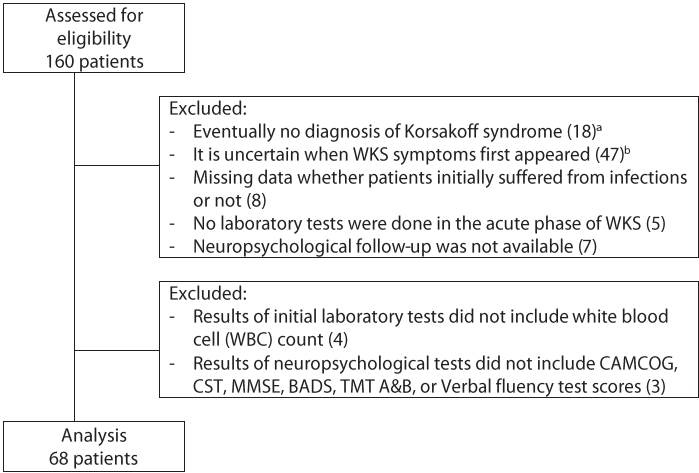 Assessed for
eligibility
160 patients
Excluded:
- Eventually no diagnosis of Korsakoff syndrome (18)a
- It is uncertain when WKS symptoms first appeared (47)b
- Missing data whether patients initially suffered from infections
or not (8)
- No laboratory tests were done in the acute phase of WKS (5)
- Neuropsychological follow-up was not available (7)
Excluded:
- Results of initial laboratory tests did not include white blood
cell (WBC) count (4)
- Results of neuropsychological tests did not include CAMCOG,
CST, MMSE, BADS, TMT A&B, or Verbal fluency test scores (3)
Analysis
68 patients